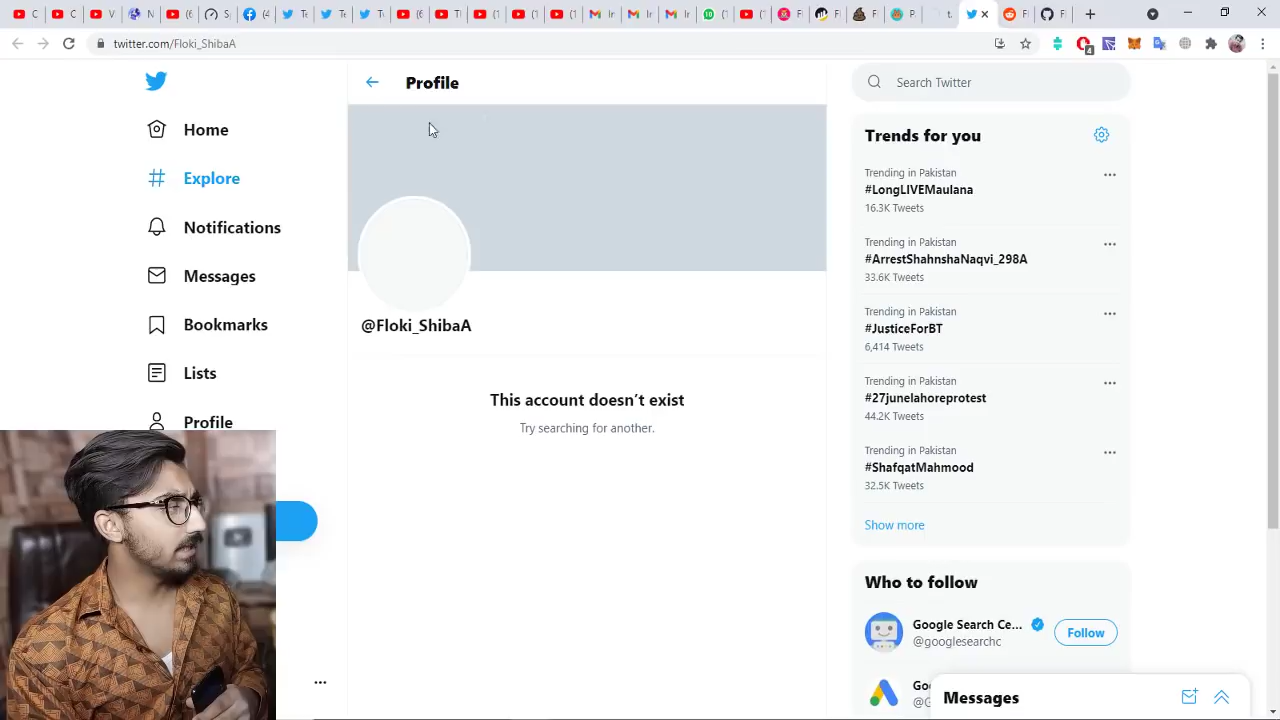 twitter.com/Floki_ShibaA
Profile
Search Twitter
Home
Explore
Notifications
Messages
Bookmarks
Lists
Profile
@Floki_ShibaA
This account doesn’t exist
Try searching for another.
Trends for you
Trending in Pakistan
#LongLIVEMaulana
16.3K Tweets
Trending in Pakistan
#ArrestShahnshaNaqvi_298A
33.6K Tweets
Trending in Pakistan
#JusticeForBT
6,414 Tweets
Trending in Pakistan
#27junelahoreprotest
44.2K Tweets
Trending in Pakistan
#ShafqatMahmood
32.5K Tweets
Show more
Who to follow
Google Search Ce...
@googlesearchc
Follow
Messages